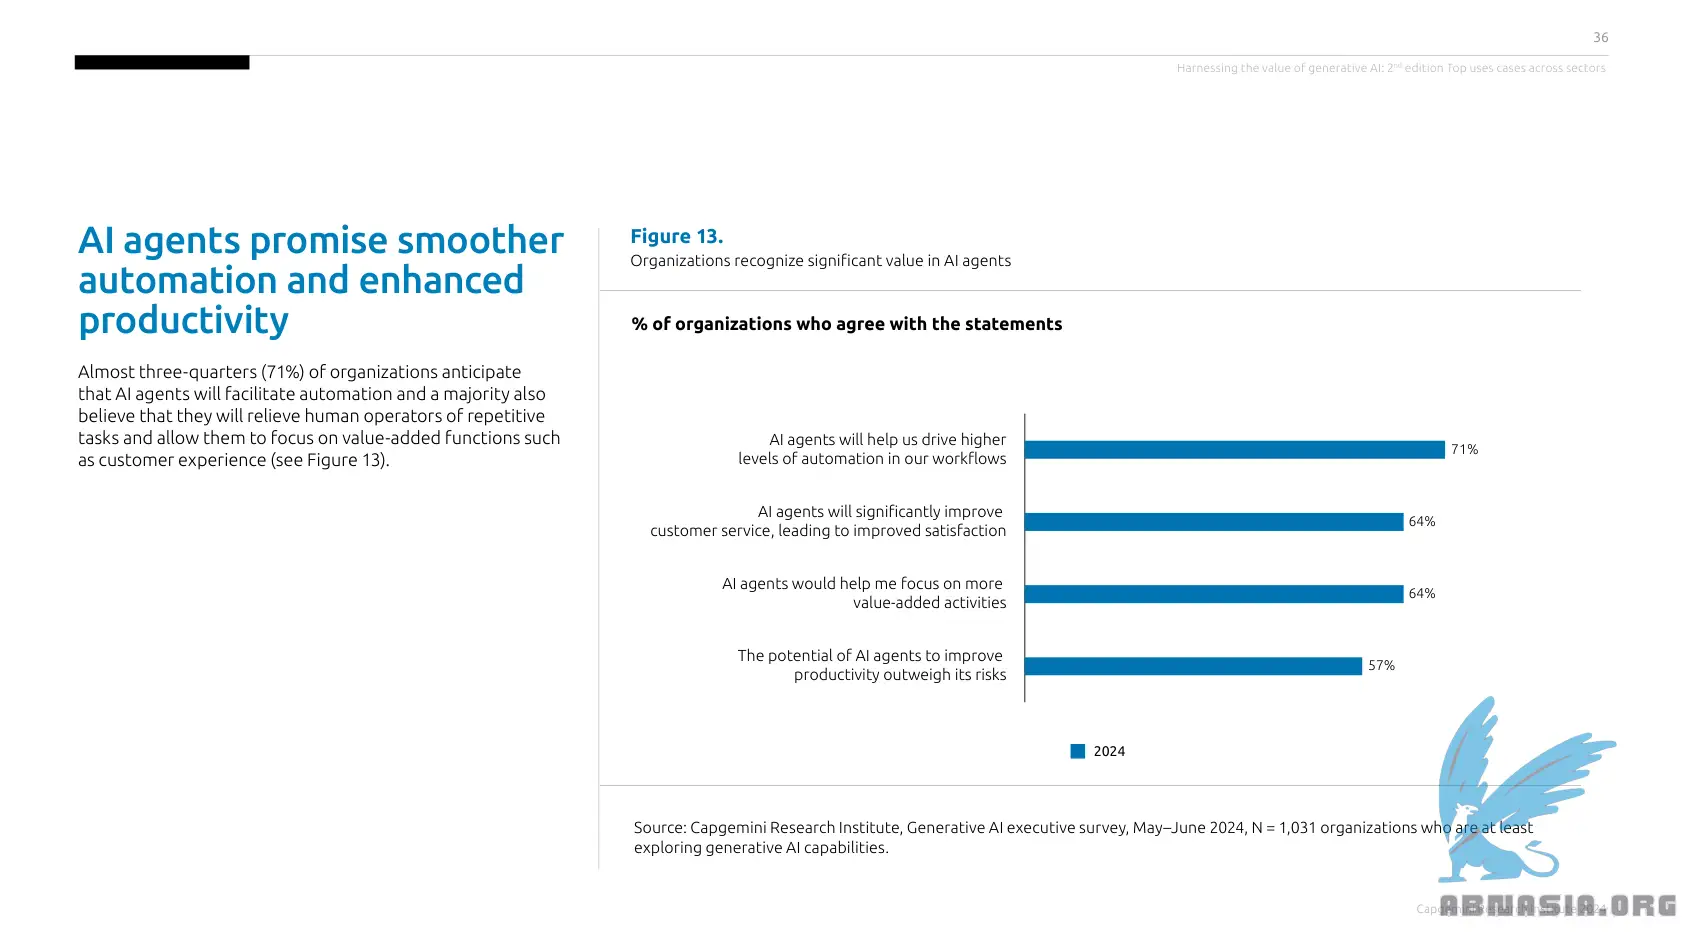 36
Harnessing the value of generative AI: 2nd edition Top uses cases across sectors
AI agents promise smoother
automation and enhanced
productivity
Almost three-quarters (71%) of organizations anticipate
that AI agents will facilitate automation and a majority also
believe that they will relieve human operators of repetitive
tasks and allow them to focus on value-added functions such
as customer experience (see Figure 13).
Figure 13.
Organizations recognize significant value in AI agents
% of organizations who agree with the statements
AI agents will help us drive higher
levels of automation in our workflows
71%
AI agents will significantly improve
customer service, leading to improved satisfaction
64%
AI agents would help me focus on more
value-added activities
64%
The potential of AI agents to improve
productivity outweigh its risks
57%
2024
Source: Capgemini Research Institute, Generative AI executive survey, May–June 2024, N = 1,031 organizations who are at least
exploring generative AI capabilities.
Capgemini Research Institute 2024
ABNASIA.ORG